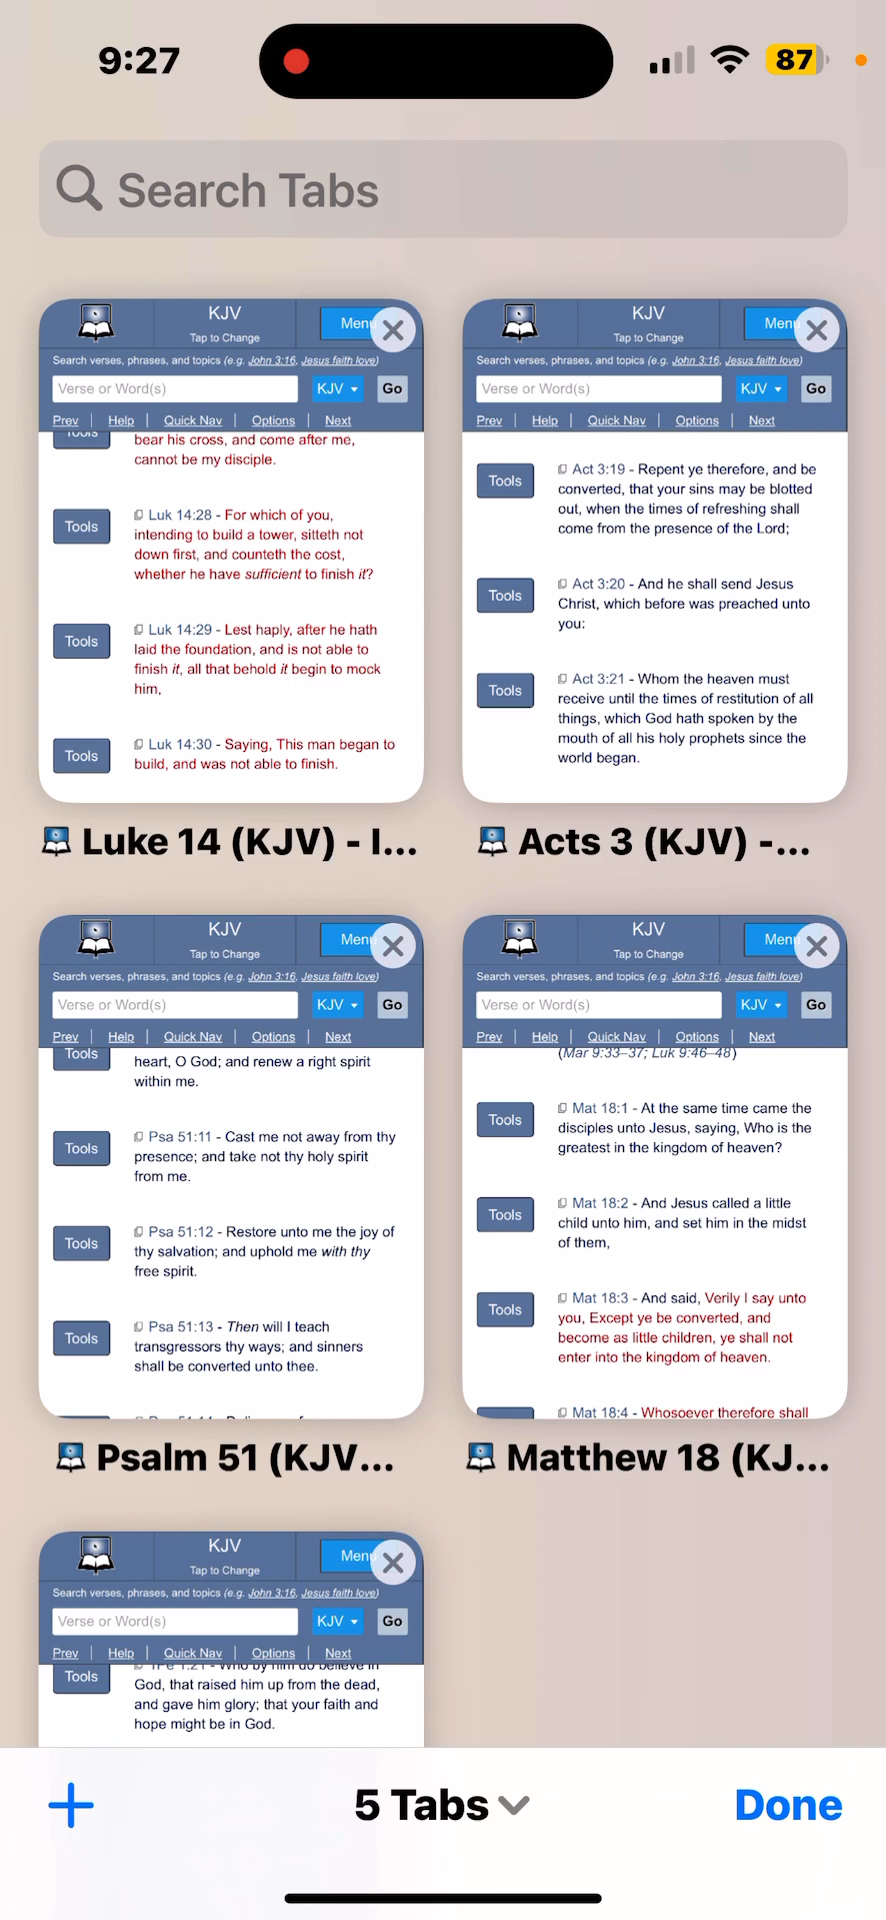 9:27
87
Search Tabs
KJV
Tap to Change
Menu
Search verses, phrases, and topics (e.g. John 3:16, Jesus faith love)
Verse or Word(s)
KJV
Go
Prev | Help | Quick Nav | Options | Next
Tools
bear his cross, and come after me,
cannot be my disciple.
Tools
Luk 14:28 - For which of you,
intending to build a tower, sitteth not
down first, and counteth the cost,
whether he have sufficient to finish it?
Tools
Luk 14:29 - Lest haply, after he hath
laid the foundation, and is not able to
finish it, all that behold it begin to mock
him,
Tools
Luk 14:30 - Saying, This man began to
build, and was not able to finish.
Luke 14 (KJV) - I...
KJV
Tap to Change
Menu
Search verses, phrases, and topics (e.g. John 3:16, Jesus faith love)
Verse or Word(s)
KJV
Go
Prev | Help | Quick Nav | Options | Next
Tools
Act 3:19 - Repent ye therefore, and be
converted, that your sins may be blotted
out, when the times of refreshing shall
come from the presence of the Lord;
Tools
Act 3:20 - And he shall send Jesus
Christ, which before was preached unto
you:
Tools
Act 3:21 - Whom the heaven must
receive until the times of restitution of all
things, which God hath spoken by the
mouth of all his holy prophets since the
world began.
Acts 3 (KJV) -...
KJV
Tap to Change
Menu
Search verses, phrases, and topics (e.g. John 3:16, Jesus faith love)
Verse or Word(s)
KJV
Go
Prev | Help | Quick Nav | Options | Next
Tools
heart, O God; and renew a right spirit
within me.
Tools
Psa 51:11 - Cast me not away from thy
presence; and take not thy holy spirit
from me.
Tools
Psa 51:12 - Restore unto me the joy of
thy salvation; and uphold me with thy
free spirit.
Tools
Psa 51:13 - Then will I teach
transgressors thy ways; and sinners
shall be converted unto thee.
Psalm 51 (KJV...
KJV
Tap to Change
Menu
Search verses, phrases, and topics (e.g. John 3:16, Jesus faith love)
Verse or Word(s)
KJV
Go
Prev | Help | Quick Nav | Options | Next
(Mar 9:33–37; Luk 9:46–48)
Tools
Mat 18:1 - At the same time came the
disciples unto Jesus, saying, Who is the
greatest in the kingdom of heaven?
Tools
Mat 18:2 - And Jesus called a little
child unto him, and set him in the midst
of them,
Tools
Mat 18:3 - And said, Verily I say unto
you, Except ye be converted, and
become as little children, ye shall not
enter into the kingdom of heaven.
Mat 18:4 - Whosoever therefore shall
Matthew 18 (KJ...
KJV
Tap to Change
Menu
Search verses, phrases, and topics (e.g. John 3:16, Jesus faith love)
Verse or Word(s)
KJV
Go
Prev | Help | Quick Nav | Options | Next
Tools
1Pe 1:21 - Who by him do believe in
God, that raised him up from the dead,
and gave him glory; that your faith and
hope might be in God.
5 Tabs
Done